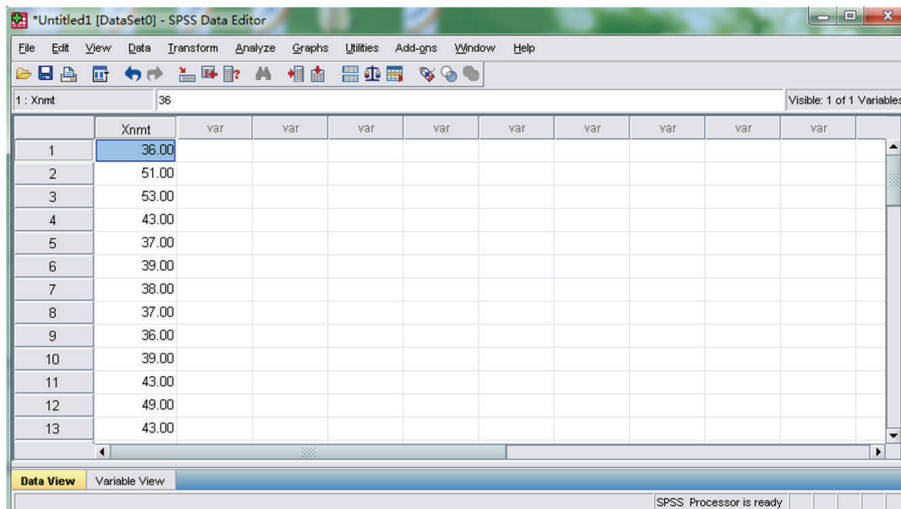 *Untitled1 [DataSet0] - SPSS Data Editor
File Edit View Data Transform Analyze Graphs Utilities Add-ons Window Help
1 : Xnmt 36 Visible: 1 of 1 Variables
Xnmt var var var var var var var var var
1 36.00
2 51.00
3 53.00
4 43.00
5 37.00
6 39.00
7 38.00
8 37.00
9 36.00
10 39.00
11 43.00
12 49.00
13 43.00
Data View Variable View
SPSS Processor is ready